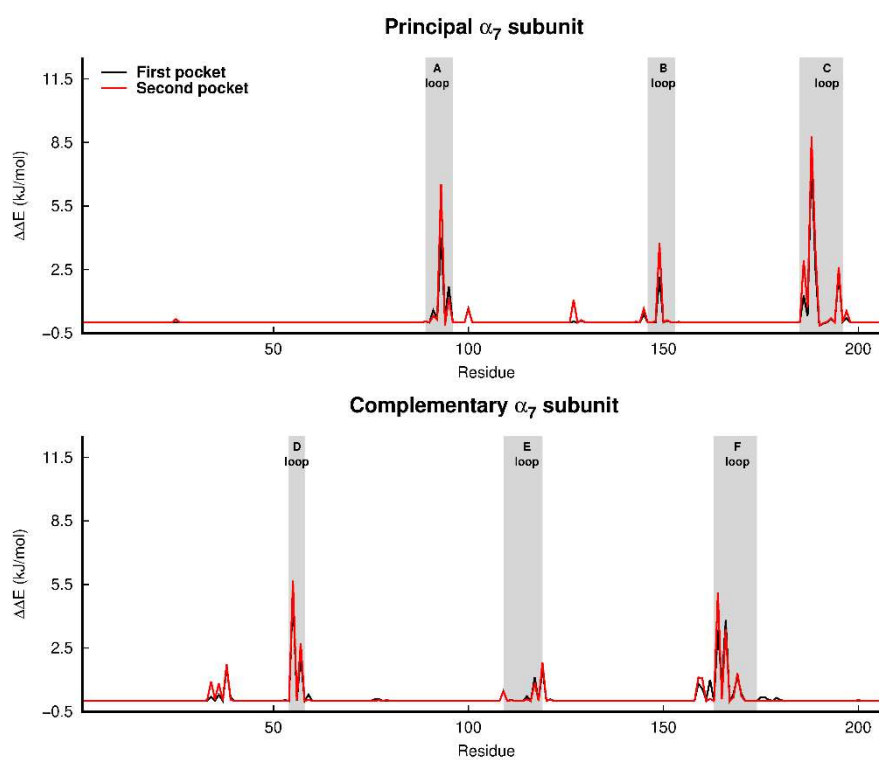 Principal α7 subunit
First pocket
Second pocket
A
loop
B
loop
C
loop
11.5
8.5
5.5
2.5
−0.5
ΔΔE (kJ/mol)
50
100
150
200
Residue
Complementary α7 subunit
D
loop
E
loop
F
loop
11.5
8.5
5.5
2.5
−0.5
ΔΔE (kJ/mol)
50
100
150
200
Residue